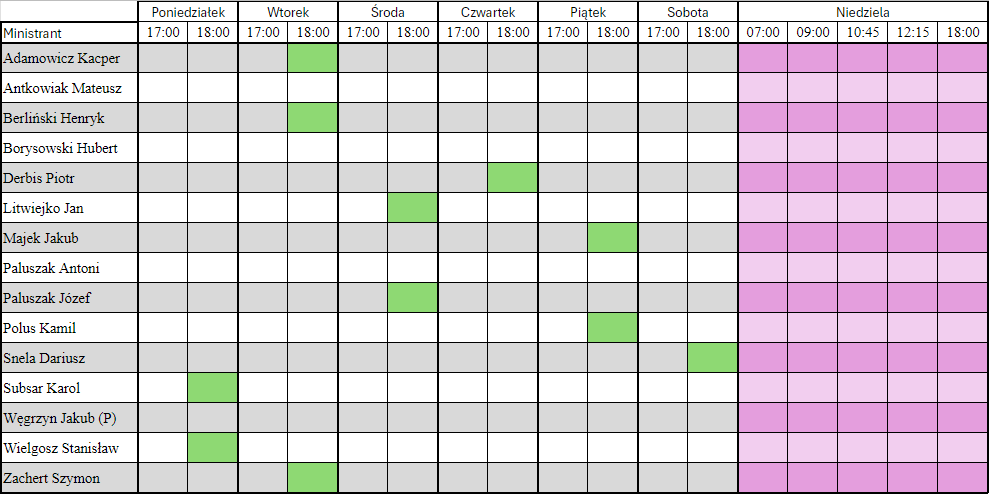 Poniedziałek Wtorek Środa Czwartek Piątek Sobota Niedziela
Ministrant 17:00 18:00 17:00 18:00 17:00 18:00 17:00 18:00 17:00 18:00 17:00 18:00 07:00 09:00 10:45 12:15 18:00
Adamowicz Kacper
Antkowiak Mateusz
Berliński Henryk
Borysowski Hubert
Derbis Piotr
Litwiejko Jan
Majek Jakub
Paluszak Antoni
Paluszak Józef
Polus Kamil
Snela Dariusz
Subsar Karol
Węgrzyn Jakub (P)
Wielgosz Stanisław
Zachert Szymon